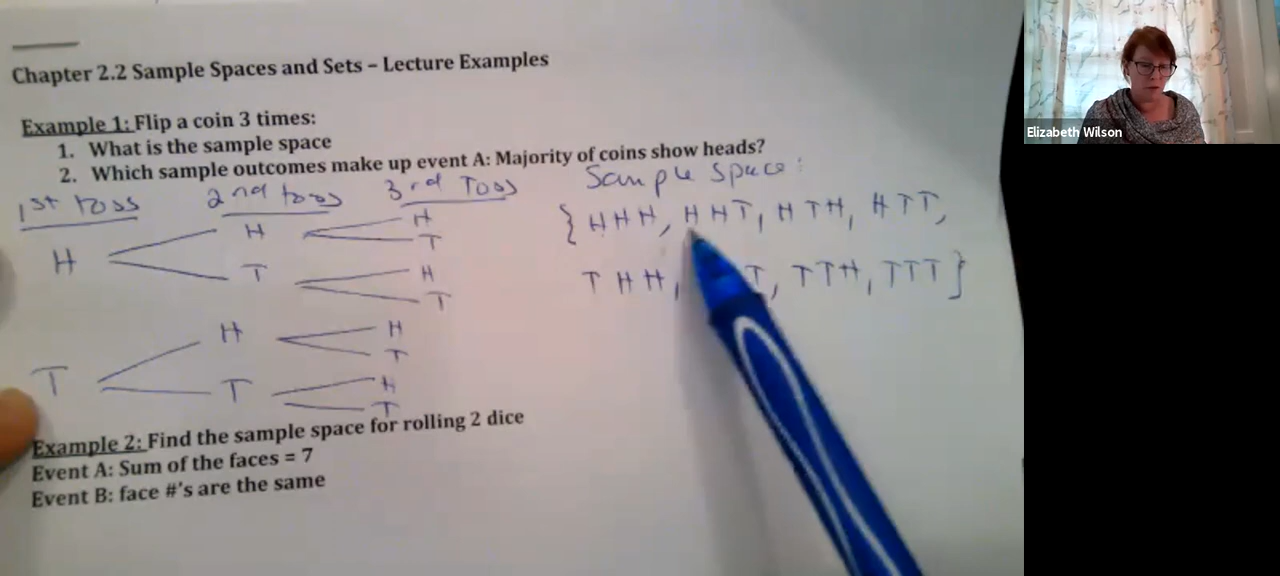 Chapter 2.2 Sample Spaces and Sets – Lecture Examples
Example 1: Flip a coin 3 times:
1. What is the sample space
2. Which sample outcomes make up event A: Majority of coins show heads?
1st toss 2nd toss 3rd Toss
Sample space:
{ HHH, HHT, HTH, HTT,
THH, T, TTH, TTT }
H
H
H
T
T
H
T
T
H
H
T
T
H
T
Example 2: Find the sample space for rolling 2 dice
Event A: Sum of the faces = 7
Event B: face #'s are the same
Elizabeth Wilson